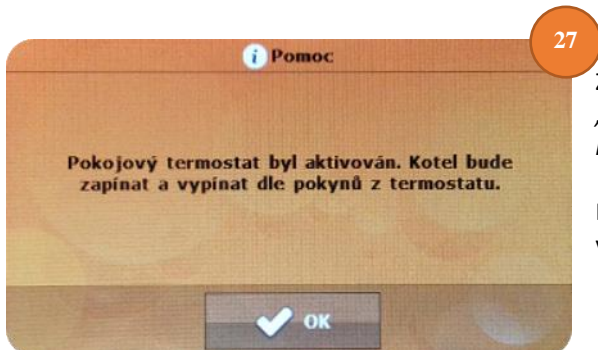 27
Pomoc
Pokojový termostat byl aktivován. Kotel bude
zapínat a vypínat dle pokynů z termostatu.
OK